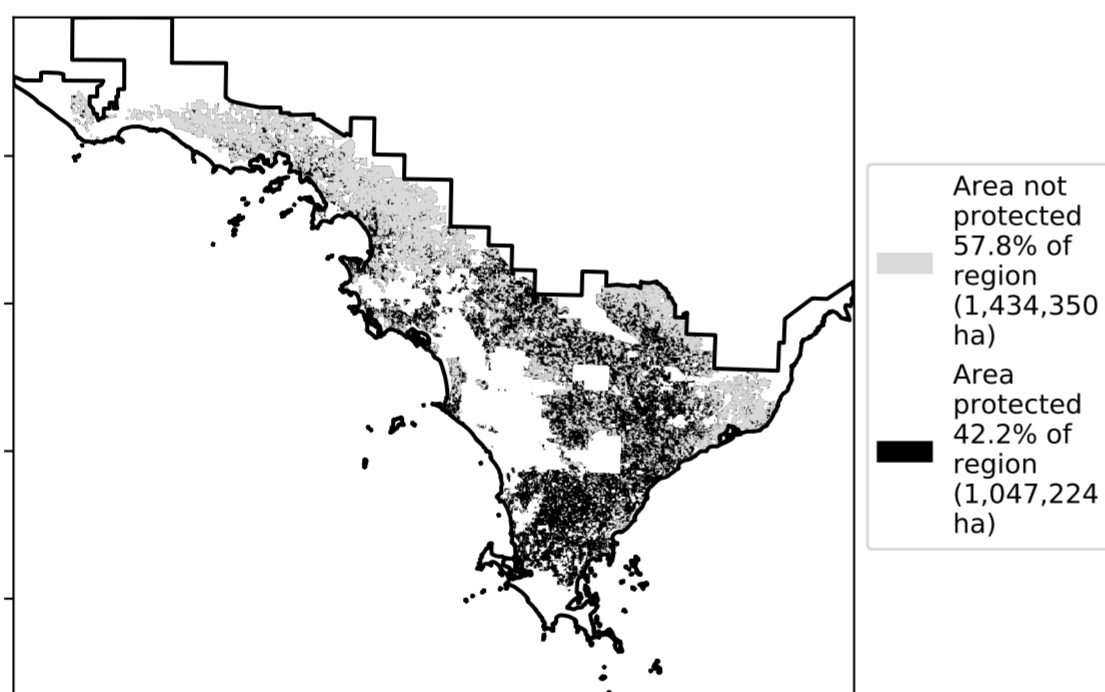 Area not
protected
57.8% of
region
(1,434,350
ha)
Area
protected
42.2% of
region
(1,047,224
ha)